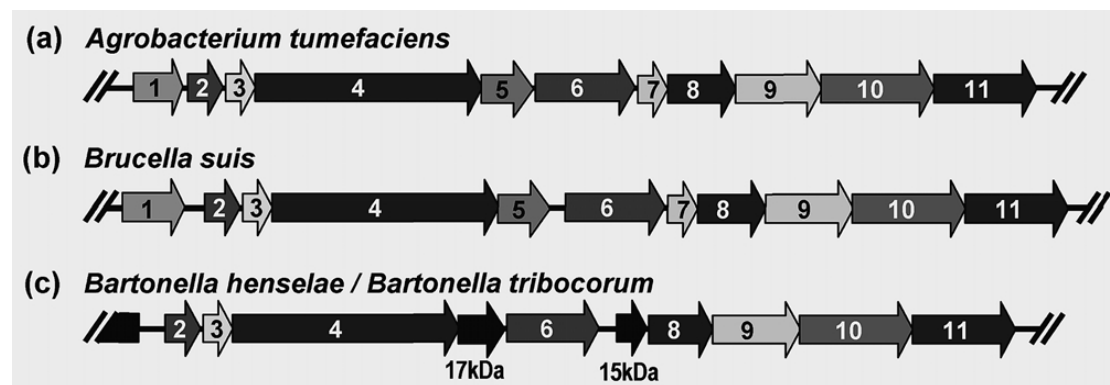 (a) Agrobacterium tumefaciens
1 2 3 4 5 6 7 8 9 10 11
(b) Brucella suis
1 2 3 4 5 6 7 8 9 10 11
(c) Bartonella henselae / Bartonella tribocorum
2 3 4 6 8 9 10 11
17kDa 15kDa